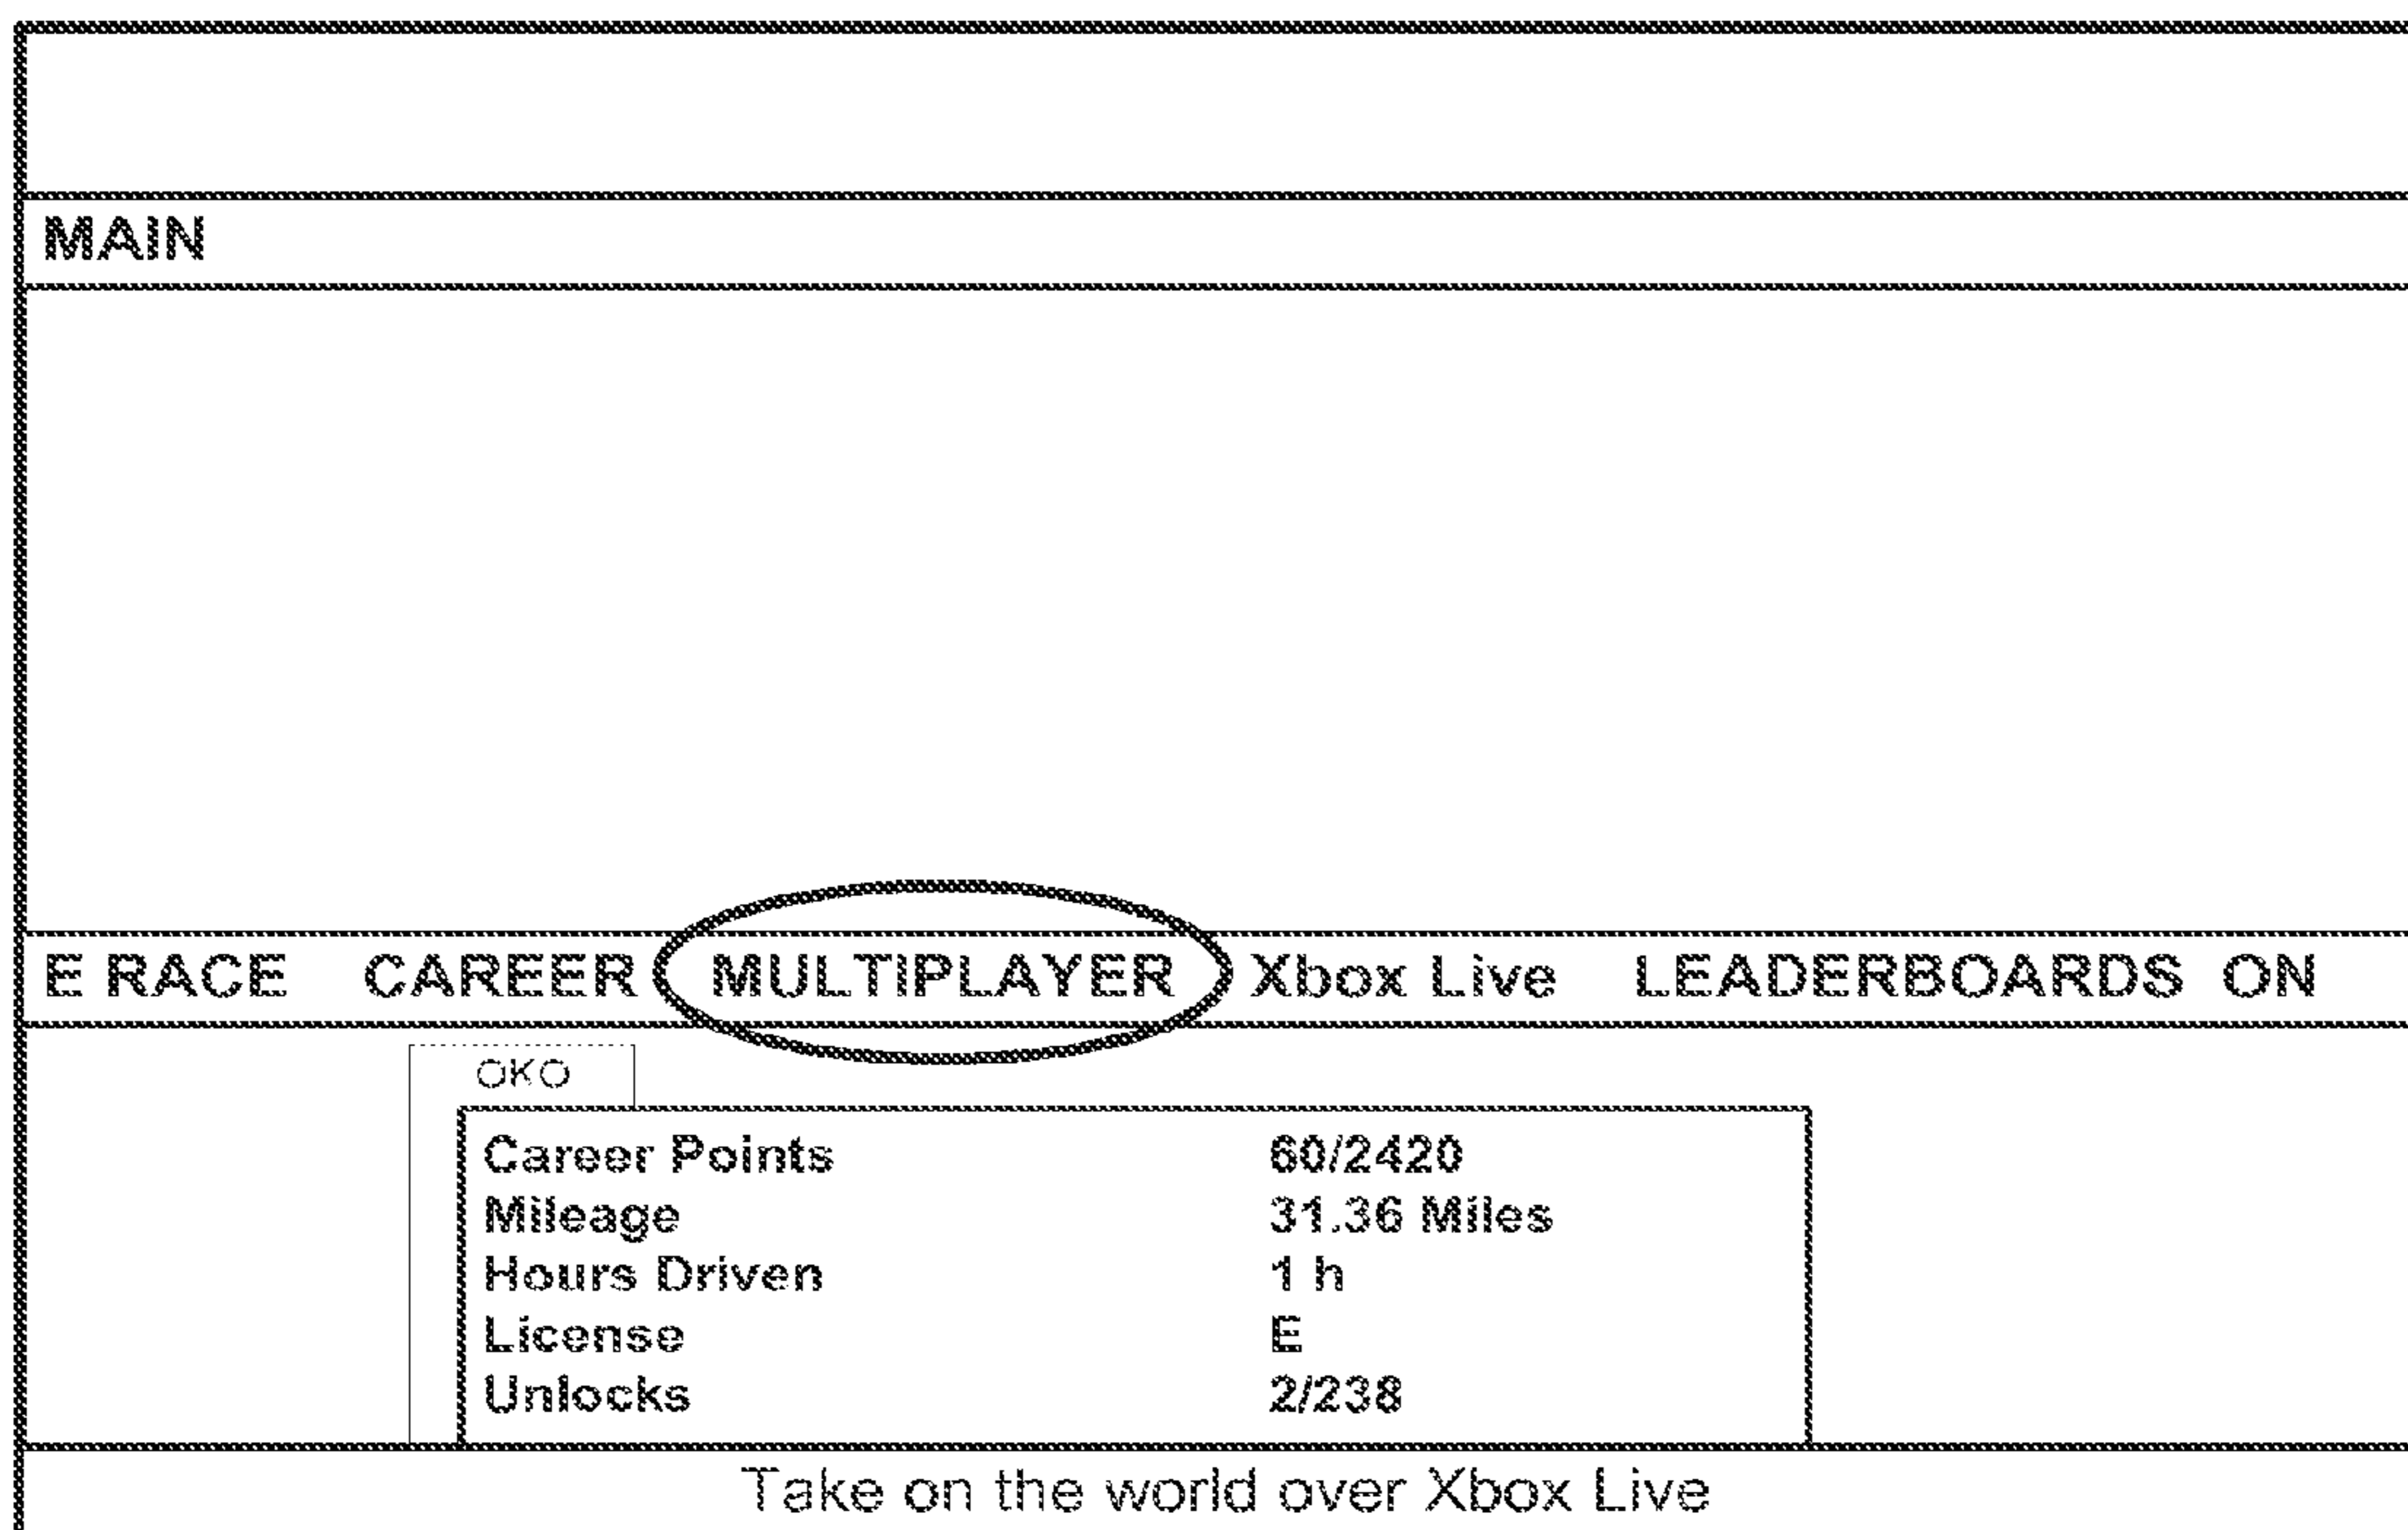 MAIN
E RACE CAREER MULTIPLAYER Xbox Live LEADERBOARDS ON
OKO
Career Points 60/2420
Mileage 31.36 Miles
Hours Driven 1 h
License E
Unlocks 2/238
Take on the world over Xbox Live